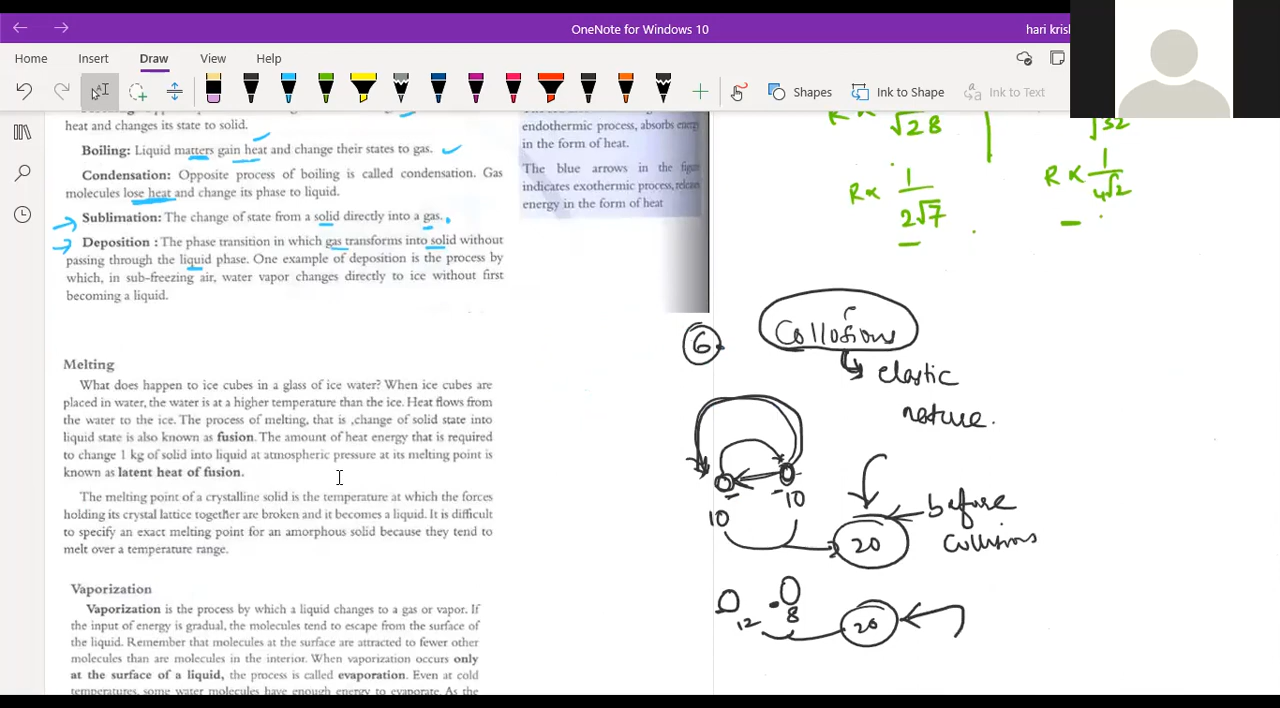 OneNote for Windows 10
hari krish
Home
Insert
Draw
View
Help
Shapes
Ink to Shape
Ink to Text
heat and changes its state to solid.
Boiling: Liquid matters gain heat and change their states to gas.
Condensation: Opposite process of boiling is called condensation. Gas
molecules lose heat and change its phase to liquid.
Sublimation: The change of state from a solid directly into a gas.
Deposition : The phase transition in which gas transforms into solid without
passing through the liquid phase. One example of deposition is the process by
which, in sub-freezing air, water vapor changes directly to ice without first
becoming a liquid.
endothermic process, absorbs energy
in the form of heat.
The blue arrows in the figure
indicates exothermic process, release
energy in the form of heat
Melting
What does happen to ice cubes in a glass of ice water? When ice cubes are
placed in water, the water is at a higher temperature than the ice. Heat flows from
the water to the ice. The process of melting, that is ,change of solid state into
liquid state is also known as fusion. The amount of heat energy that is required
to change 1 kg of solid into liquid at atmospheric pressure at its melting point is
known as latent heat of fusion.
The melting point of a crystalline solid is the temperature at which the forces
holding its crystal lattice together are broken and it becomes a liquid. It is difficult
to specify an exact melting point for an amorphous solid because they tend to
melt over a temperature range.
Vaporization
Vaporization is the process by which a liquid changes to a gas or vapor. If
the input of energy is gradual, the molecules tend to escape from the surface of
the liquid. Remember that molecules at the surface are attracted to fewer other
molecules than are molecules in the interior. When vaporization occurs only
at the surface of a liquid, the process is called evaporation. Even at cold
temperatures, some water molecules have enough energy to evaporate. As the
√28
√32
R ∝ 1/2√7
R ∝ 1/4√2
6.
elastic
nature.
10
10
20
before
collisions
12
8
20